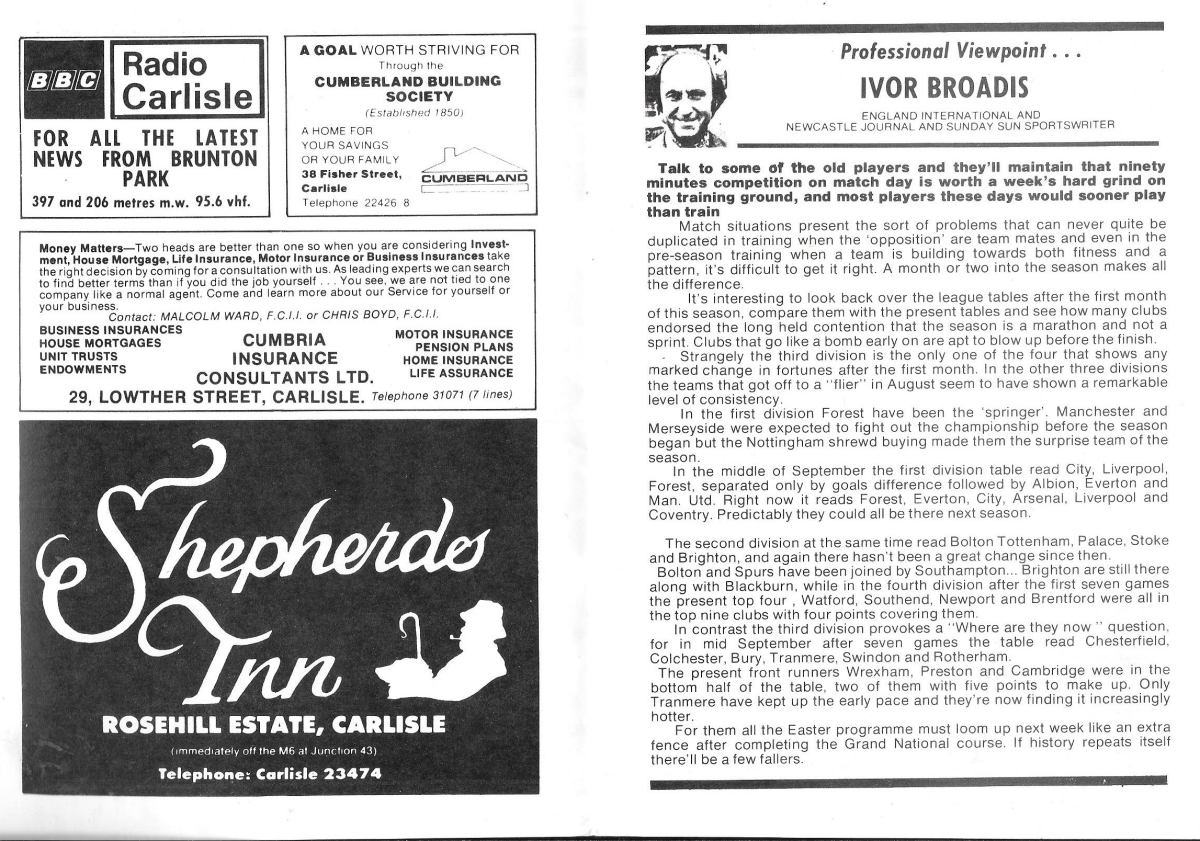 BBC
Radio
Carlisle
FOR ALL THE LATEST
NEWS FROM BRUNTON
PARK
397 and 206 metres m.w. 95.6 vhf.
A GOAL WORTH STRIVING FOR
Through the
CUMBERLAND BUILDING
SOCIETY
(Established 1850)
A HOME FOR
YOUR SAVINGS
OR YOUR FAMILY
38 Fisher Street,
Carlisle
Telephone 22426 8
CUMBERLAND
Money Matters—Two heads are better than one so when you are considering Invest-
ment, House Mortgage, Life Insurance, Motor Insurance or Business Insurances take
the right decision by coming for a consultation with us. As leading experts we can search
to find better terms than if you did the job yourself . . . You see, we are not tied to one
company like a normal agent. Come and learn more about our Service for yourself or
your business.
Contact: MALCOLM WARD, F.C.I.I. or CHRIS BOYD, F.C.I.I.
BUSINESS INSURANCES
HOUSE MORTGAGES
UNIT TRUSTS
ENDOWMENTS
CUMBRIA
INSURANCE
CONSULTANTS LTD.
MOTOR INSURANCE
PENSION PLANS
HOME INSURANCE
LIFE ASSURANCE
29, LOWTHER STREET, CARLISLE. Telephone 31071 (7 lines)
Shepherds
Inn
ROSEHILL ESTATE, CARLISLE
(immediately off the M6 at Junction 43)
Telephone: Carlisle 23474
Professional Viewpoint . . .
IVOR BROADIS
ENGLAND INTERNATIONAL AND
NEWCASTLE JOURNAL AND SUNDAY SUN SPORTSWRITER
Talk to some of the old players and they'll maintain that ninety
minutes competition on match day is worth a week's hard grind on
the training ground, and most players these days would sooner play
than train
Match situations present the sort of problems that can never quite be
duplicated in training when the 'opposition' are team mates and even in the
pre-season training when a team is building towards both fitness and a
pattern, it's difficult to get it right. A month or two into the season makes all
the difference.
It's interesting to look back over the league tables after the first month
of this season, compare them with the present tables and see how many clubs
endorsed the long held contention that the season is a marathon and not a
sprint. Clubs that go like a bomb early on are apt to blow up before the finish.
Strangely the third division is the only one of the four that shows any
marked change in fortunes after the first month. In the other three divisions
the teams that got off to a "flier" in August seem to have shown a remarkable
level of consistency.
In the first division Forest have been the 'springer'. Manchester and
Merseyside were expected to fight out the championship before the season
began but the Nottingham shrewd buying made them the surprise team of the
season.
In the middle of September the first division table read City, Liverpool,
Forest, separated only by goals difference followed by Albion, Everton and
Man. Utd. Right now it reads Forest, Everton, City, Arsenal, Liverpool and
Coventry. Predictably they could all be there next season.
The second division at the same time read Bolton Tottenham, Palace, Stoke
and Brighton, and again there hasn't been a great change since then.
Bolton and Spurs have been joined by Southampton... Brighton are still there
along with Blackburn, while in the fourth division after the first seven games
the present top four , Watford, Southend, Newport and Brentford were all in
the top nine clubs with four points covering them.
In contrast the third division provokes a "Where are they now " question,
for in mid September after seven games the table read Chesterfield,
Colchester, Bury, Tranmere, Swindon and Rotherham.
The present front runners Wrexham, Preston and Cambridge were in the
bottom half of the table, two of them with five points to make up. Only
Tranmere have kept up the early pace and they're now finding it increasingly
hotter.
For them all the Easter programme must loom up next week like an extra
fence after completing the Grand National course. If history repeats itself
there'll be a few fallers.